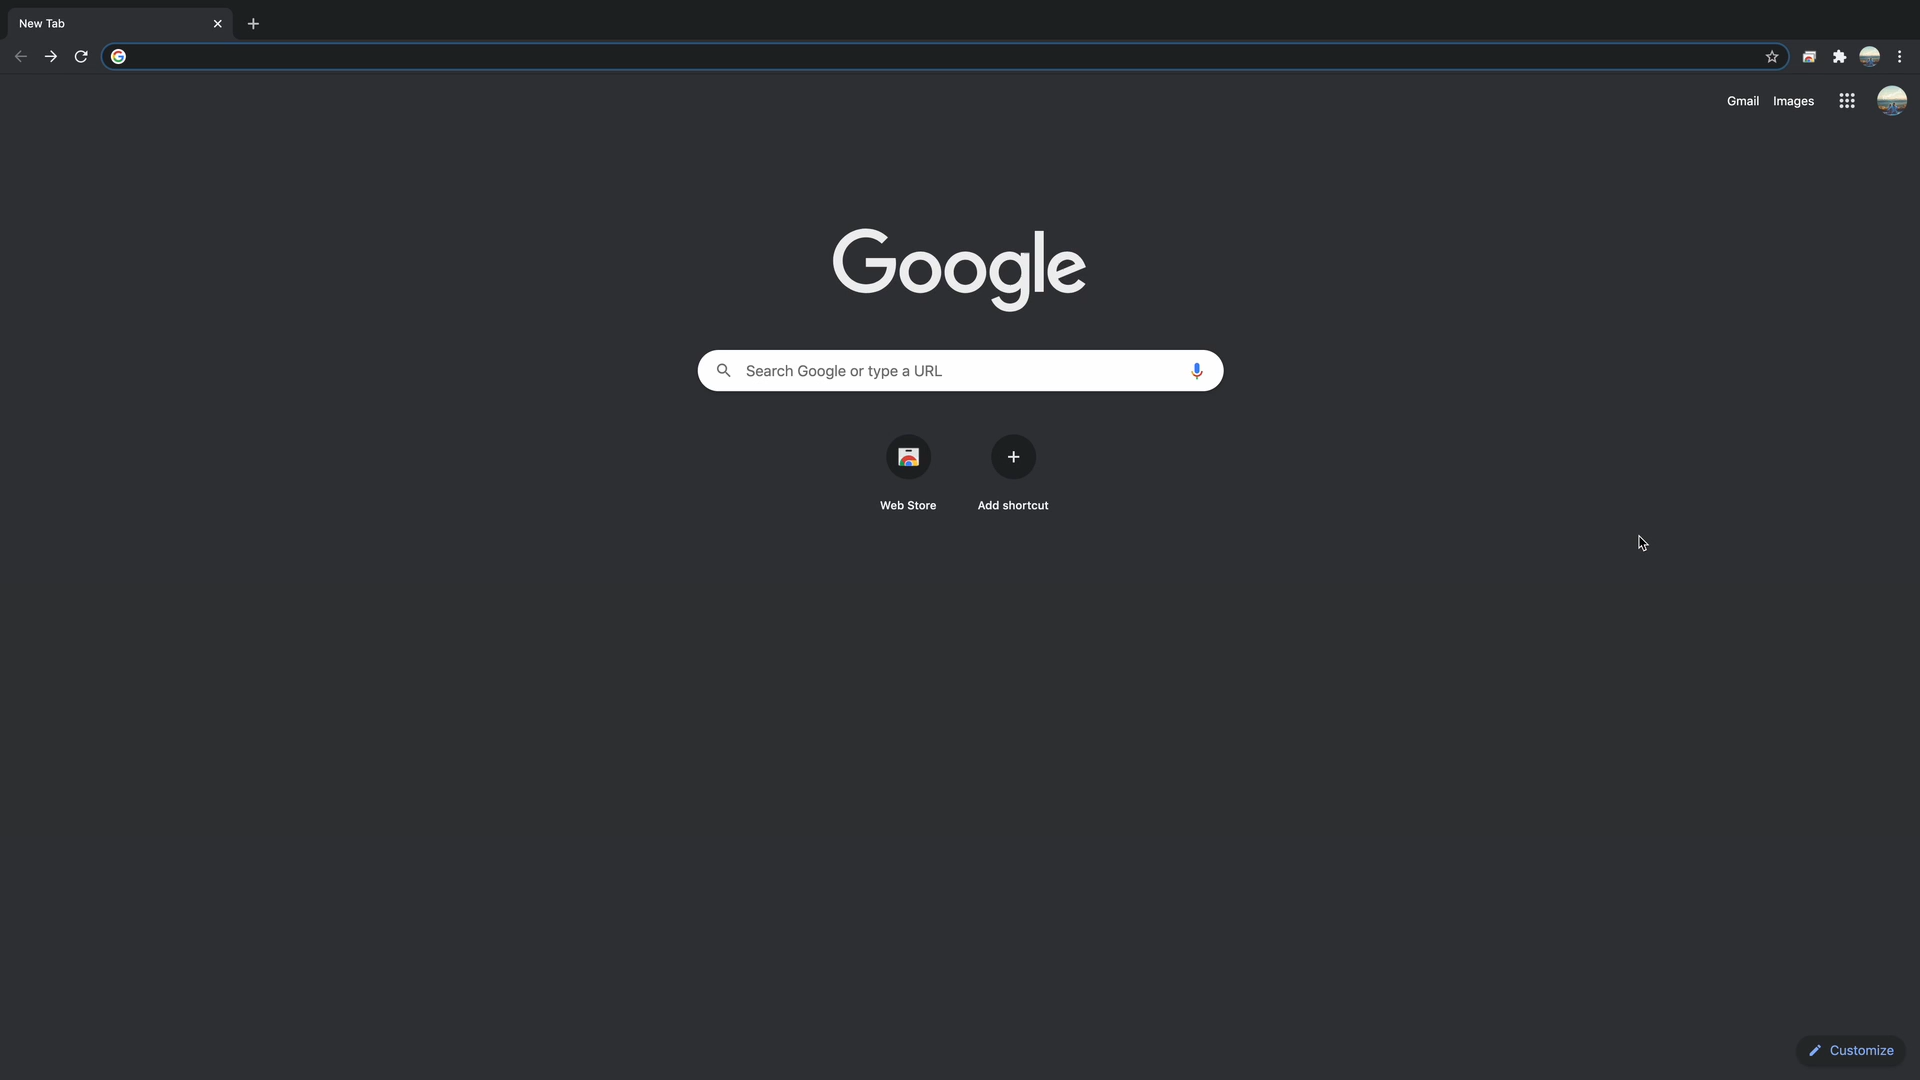 New Tab
Gmail Images
Google
Search Google or type a URL
Web Store Add shortcut
Customize